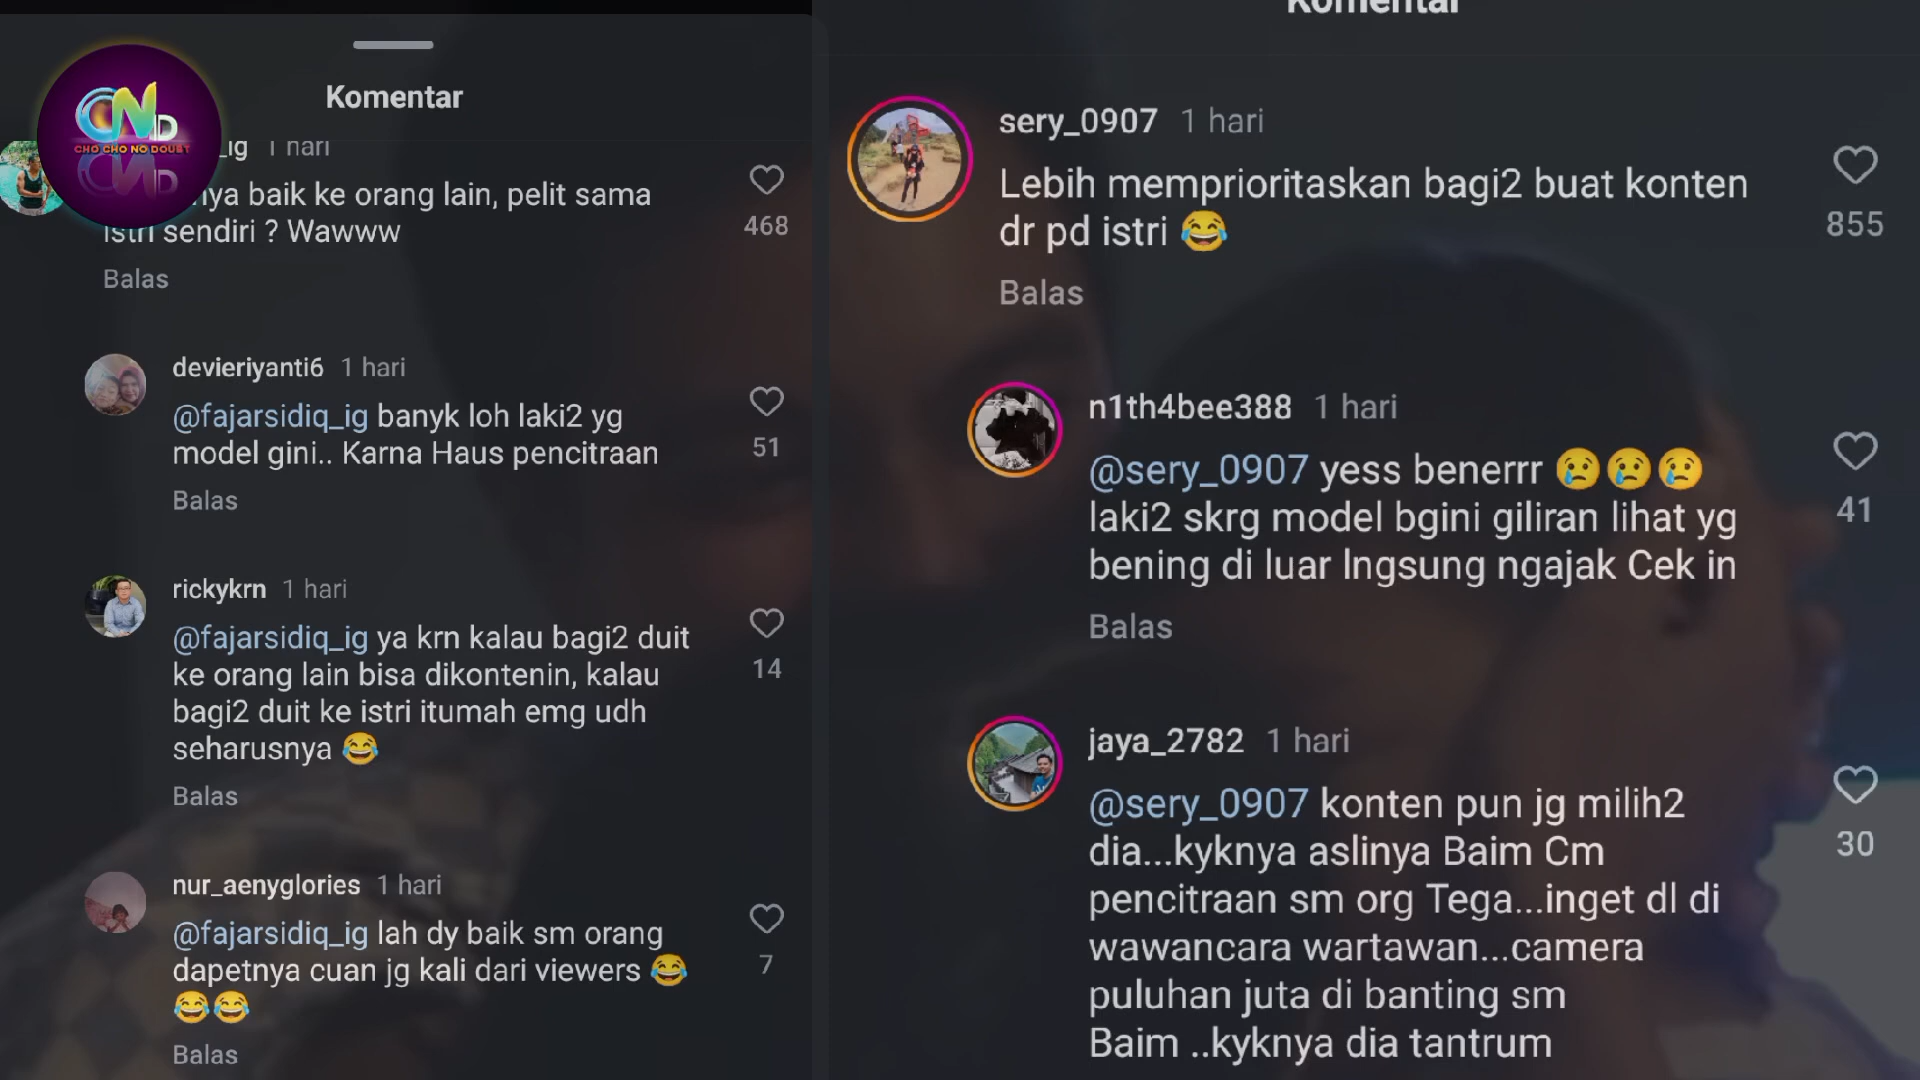 Komentar
CND
CHO CHO NO DOUBT
_ig 1 hari
nya baik ke orang lain, pelit sama
istri sendiri ? Wawww
468
Balas
devieriyanti6 1 hari
@fajarsidiq_ig banyk loh laki2 yg
model gini.. Karna Haus pencitraan
51
Balas
rickykrn 1 hari
@fajarsidiq_ig ya krn kalau bagi2 duit
ke orang lain bisa dikontenin, kalau
bagi2 duit ke istri itumah emg udh
seharusnya 😂
14
Balas
nur_aenyglories 1 hari
@fajarsidiq_ig lah dy baik sm orang
dapetnya cuan jg kali dari viewers 😂
😂😂
7
Balas
Komentar
sery_0907 1 hari
Lebih memprioritaskan bagi2 buat konten
dr pd istri 😂
855
Balas
n1th4bee388 1 hari
@sery_0907 yess benerrr 😢😢😢
laki2 skrg model bgini giliran lihat yg
bening di luar lngsung ngajak Cek in
41
Balas
jaya_2782 1 hari
@sery_0907 konten pun jg milih2
dia...kyknya aslinya Baim Cm
pencitraan sm org Tega...inget dl di
wawancara wartawan...camera
puluhan juta di banting sm
Baim ..kyknya dia tantrum
30